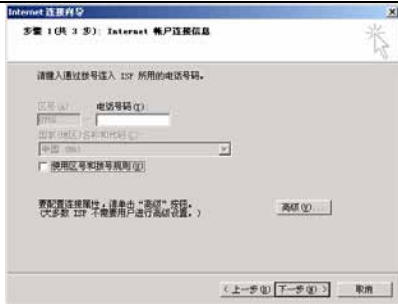 Internet 连接向导
步骤 1(共 3 步): Internet 帐户连接信息
请键入通过拨号连入 ISP 所用的电话号码。
区号(A): 电话号码(T):
国家(地区)名称和代码(C):
中国 (86)
使用区号和拨号规则(U)
要配置连接属性，请单击“高级”按钮。
(大多数 ISP 不需要用户进行高级设置。)
高级(V)...
<上一步(B) 下一步(N)> 取消